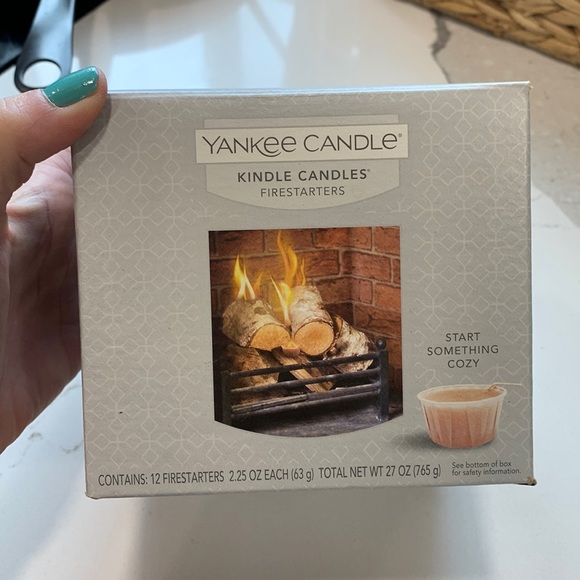 YANKEE CANDLE®
KINDLE CANDLES®
FIRESTARTERS
START
SOMETHING
COZY
CONTAINS: 12 FIRESTARTERS 2.25 OZ EACH (63 g) TOTAL NET WT 27 OZ (765 g)
See bottom of box
for safety information.